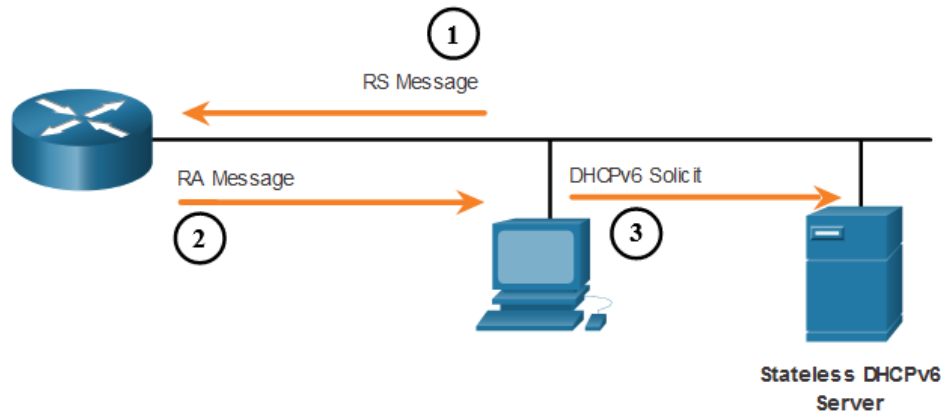 1
RS Message
RA Message
2
DHCPv6 Solicit
3
Stateless DHCPv6
Server